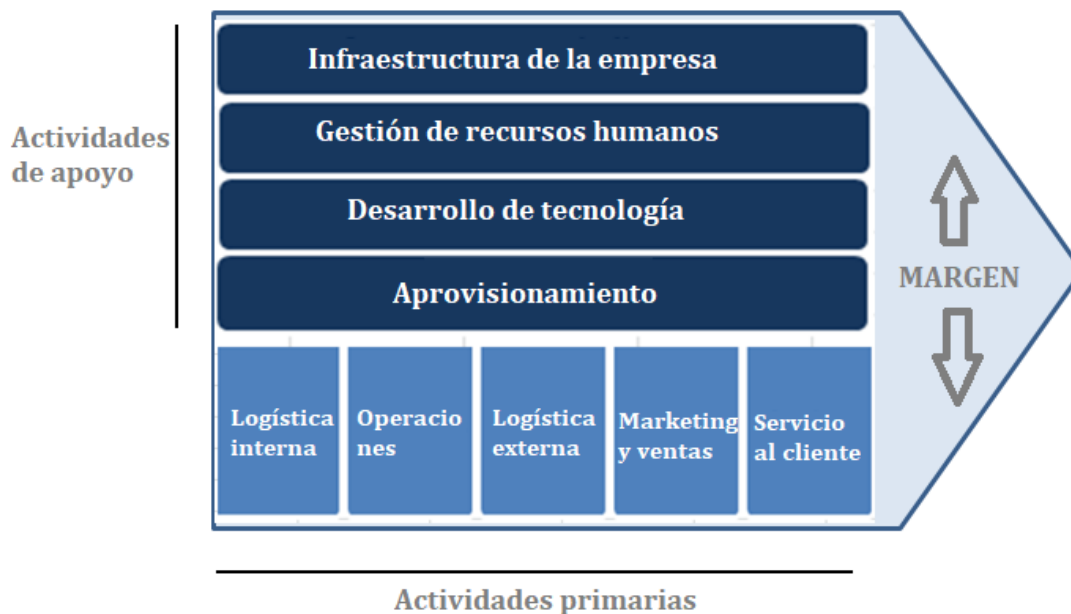 Infraestructura de la empresa
Gestión de recursos humanos
Desarrollo de tecnología
Aprovisionamiento
Actividades
de apoyo
MARGEN
Logística
interna
Operacio
nes
Logística
externa
Marketing
y ventas
Servicio
al cliente
Actividades primarias